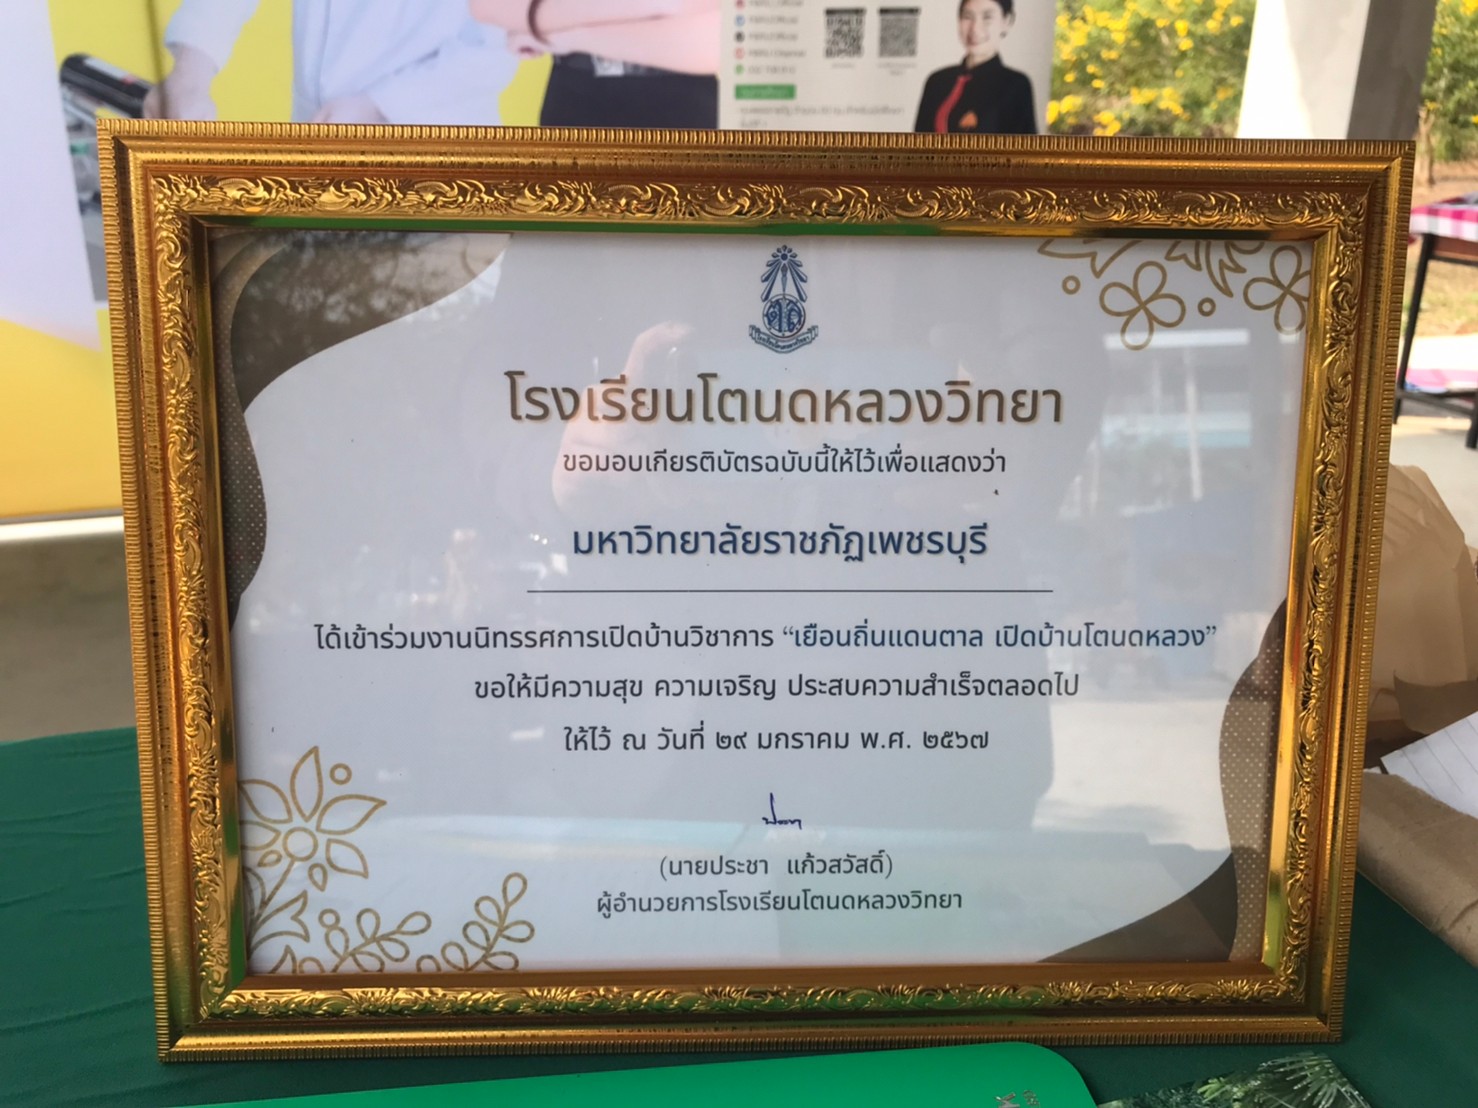 โรงเรียนโตนดหลวงวิทยา
ขอมอบเกียรติบัตรฉบับนี้ให้ไว้เพื่อแสดงว่า
มหาวิทยาลัยราชภัฏเพชรบุรี
ได้เข้าร่วมงานนิทรรศการเปิดบ้านวิชาการ “เยือนถิ่นแดนตาล เปิดบ้านโตนดหลวง”
ขอให้มีความสุข ความเจริญ ประสบความสำเร็จตลอดไป
ให้ไว้ ณ วันที่ ๒๙ มกราคม พ.ศ. ๒๕๖๗
(นายประชา แก้วสวัสดิ์)
ผู้อำนวยการโรงเรียนโตนดหลวงวิทยา